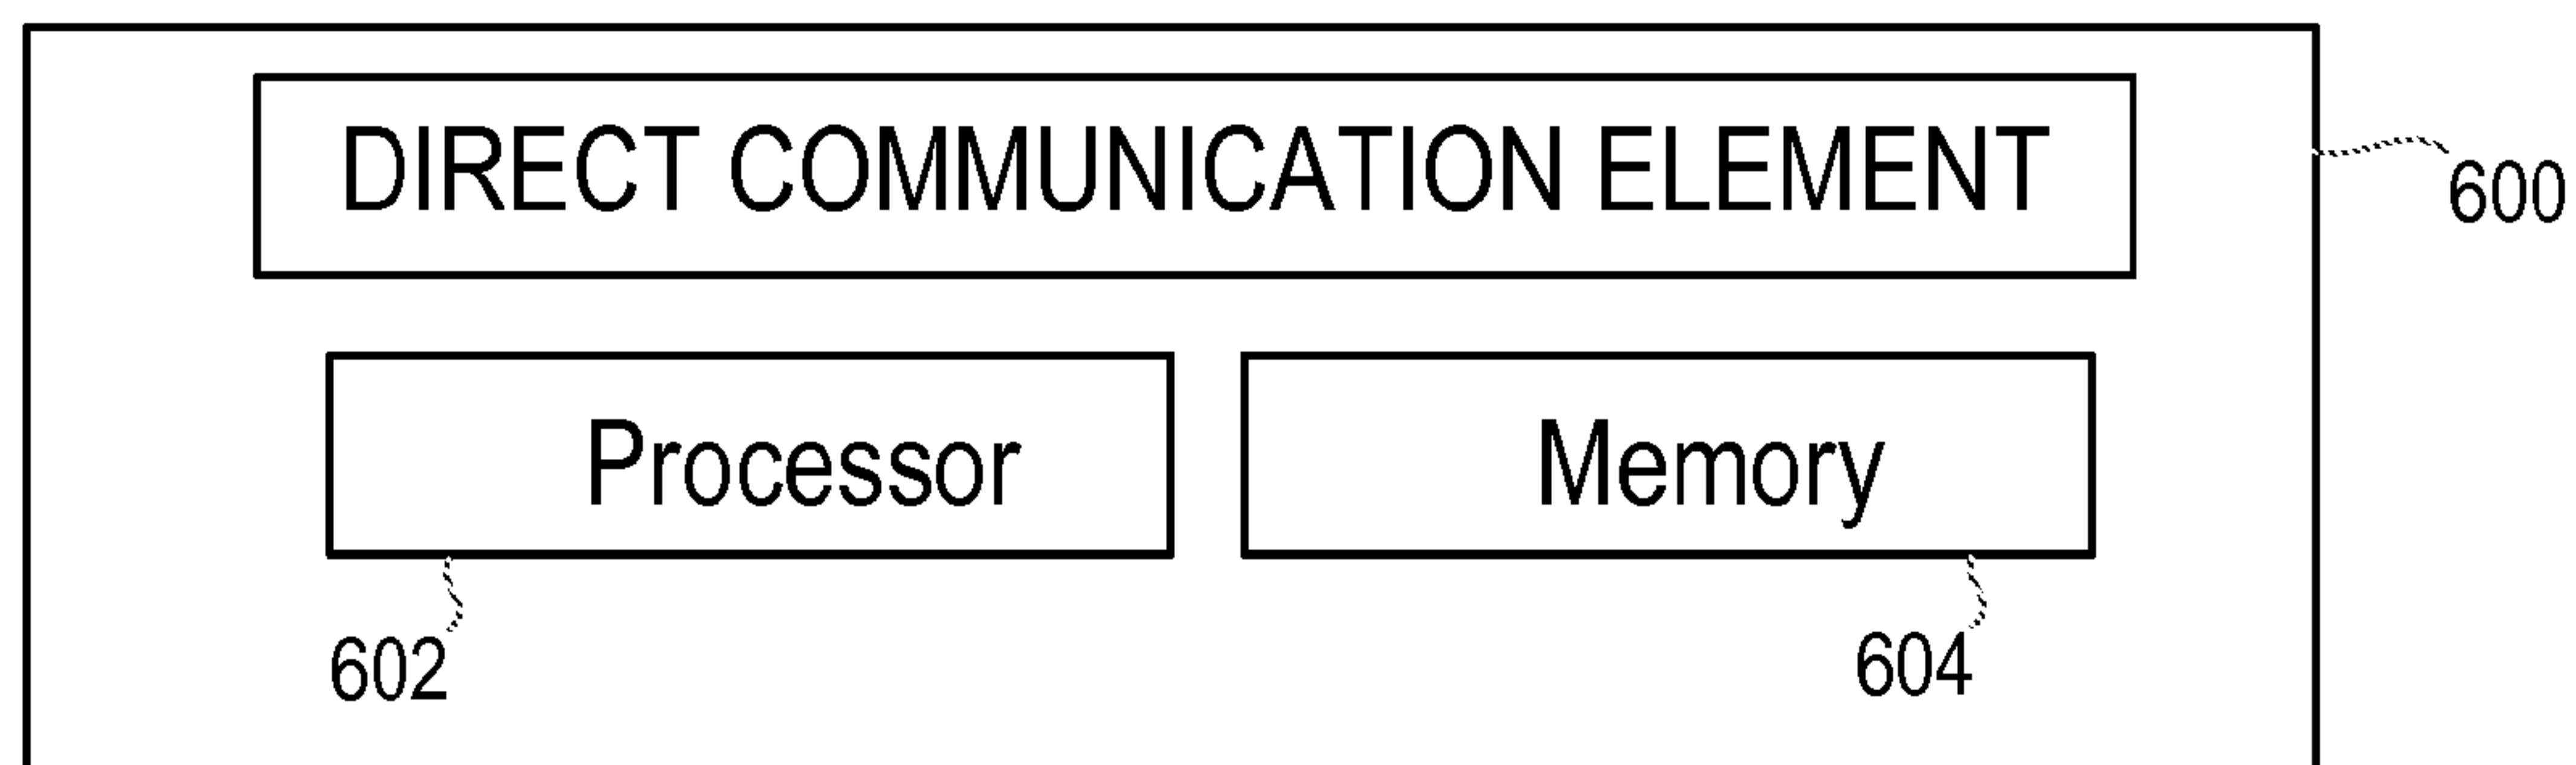 DIRECT COMMUNICATION ELEMENT
600
Processor
Memory
602
604